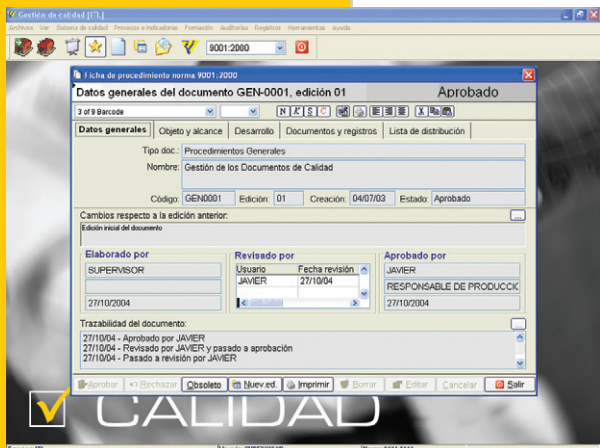 Gestión de calidad [ITL]
Archivos Ver Sistema de calidad Procesos e indicadores Formación Auditorías Registros Herramientas Ayuda
9001:2000
Ficha de procedimiento norma 9001:2000
Datos generales del documento GEN-0001, edición 01 Aprobado
3 of 9 Barcode N K S C
Datos generales Objeto y alcance Desarrollo Documentos y registros Lista de distribución
Tipo doc.: Procedimientos Generales
Nombre: Gestión de los Documentos de Calidad
Código: GEN0001 Edición: 01 Creación: 04/07/03 Estado: Aprobado
Cambios respecto a la edición anterior: ...
Edición inicial del documento
Elaborado por Revisado por Aprobado por
SUPERVISOR Usuario Fecha revisión JAVIER
JAVIER 27/10/04 RESPONSABLE DE PRODUCCIC
27/10/2004 27/10/2004
Trazabilidad del documento: ...
27/10/04 - Aprobado por JAVIER
27/10/04 - Revisado por JAVIER y pasado a aprobación
27/10/04 - Pasado a revisión por JAVIER
Aprobar Rechazar Obsoleto Nuev.ed. Imprimir Borrar Editar Cancelar Salir
CALIDAD